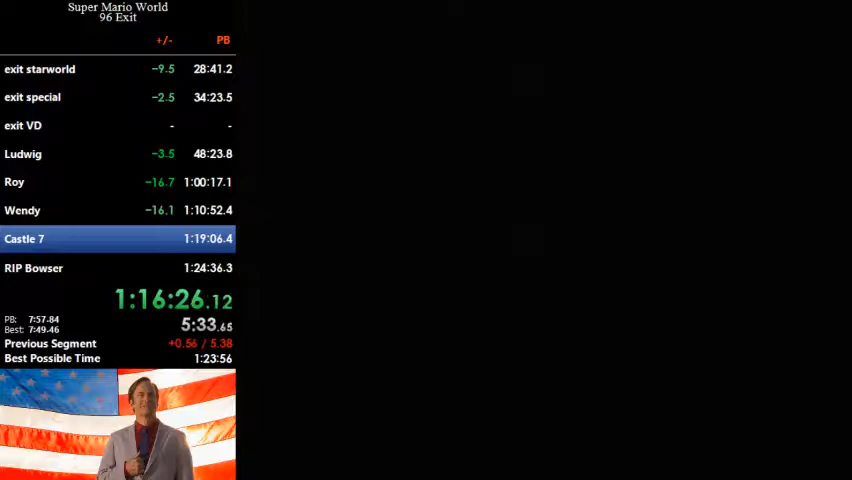 Super Mario World
96 Exit
+/- PB
exit starworld −9.5 28:41.2
exit special −2.5 34:23.5
exit VD - -
Ludwig −3.5 48:23.8
Roy −16.7 1:00:17.1
Wendy −16.1 1:10:52.4
Castle 7 1:19:06.4
RIP Bowser 1:24:36.3
1:16:26.12
PB: 7:57.84 5:33.65
Best: 7:49.46
Previous Segment +0.56 / 5.38
Best Possible Time 1:23:56